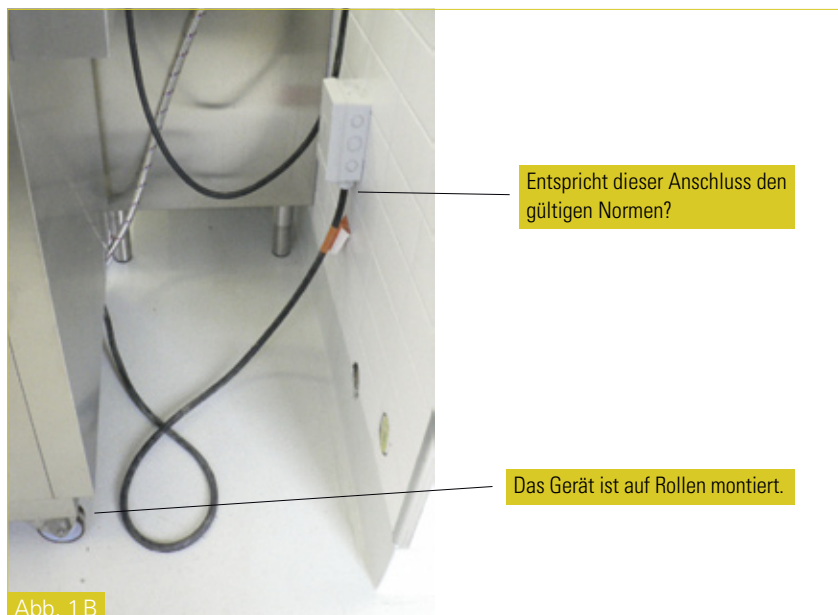 Entspricht dieser Anschluss den
gültigen Normen?
Das Gerät ist auf Rollen montiert.
Abb. 1 B